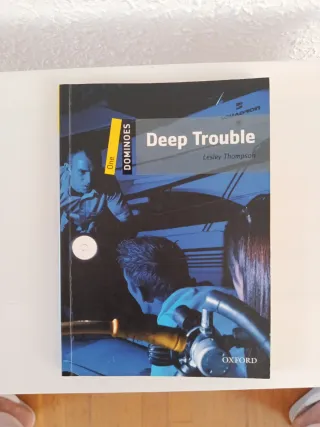 One
DOMINOES
Deep Trouble
Lesley Thompson
OXFORD